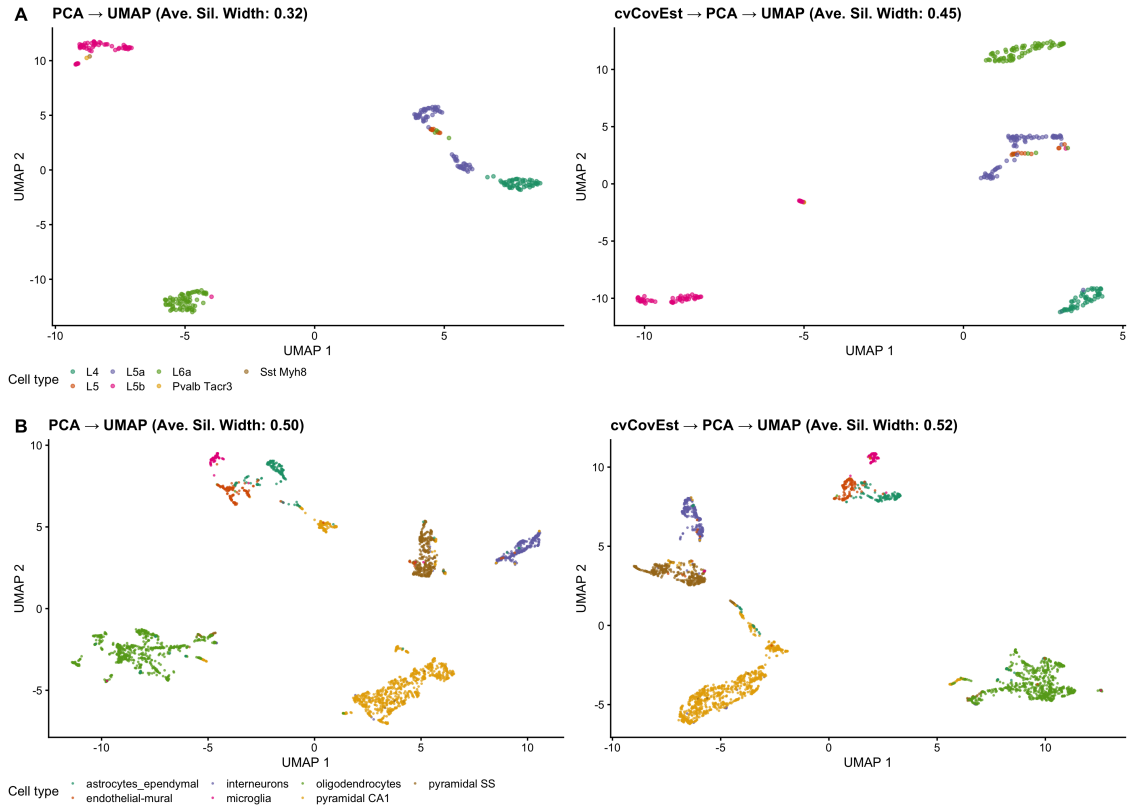 A
PCA → UMAP (Ave. Sil. Width: 0.32)
10
5
0
-5
-10
UMAP 2
-10
-5
0
5
UMAP 1
cvCovEst → PCA → UMAP (Ave. Sil. Width: 0.45)
10
5
0
-5
-10
UMAP 2
-10
-5
0
5
UMAP 1
Cell type
L4
L5a
L6a
Sst Myh8
L5
L5b
Pvalb Tacr3
B
PCA → UMAP (Ave. Sil. Width: 0.50)
10
5
0
-5
UMAP 2
-10
-5
0
5
10
UMAP 1
cvCovEst → PCA → UMAP (Ave. Sil. Width: 0.52)
10
5
0
-5
UMAP 2
-10
-5
0
5
10
UMAP 1
Cell type
astrocytes_ependymal
interneurons
oligodendrocytes
pyramidal SS
endothelial-mural
microglia
pyramidal CA1